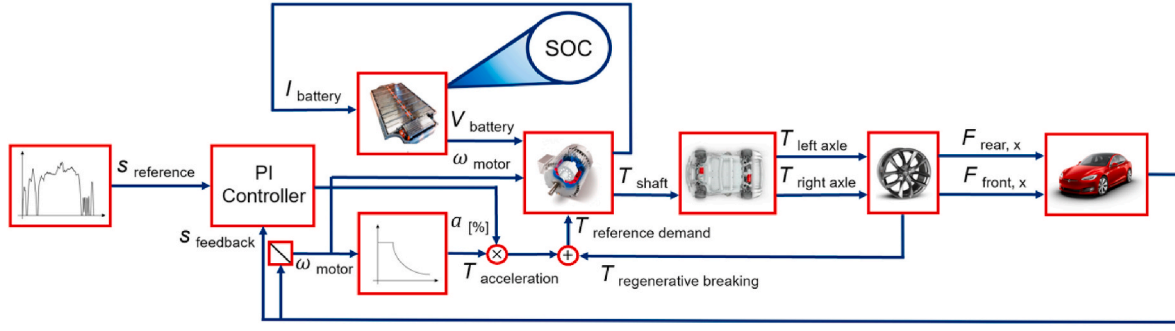 SOC
I battery
V battery
ω motor
s reference
PI
Controller
T shaft
T left axle
T right axle
F rear, x
F front, x
s feedback
ω motor
a [%]
T acceleration
×
+
T reference demand
T regenerative breaking